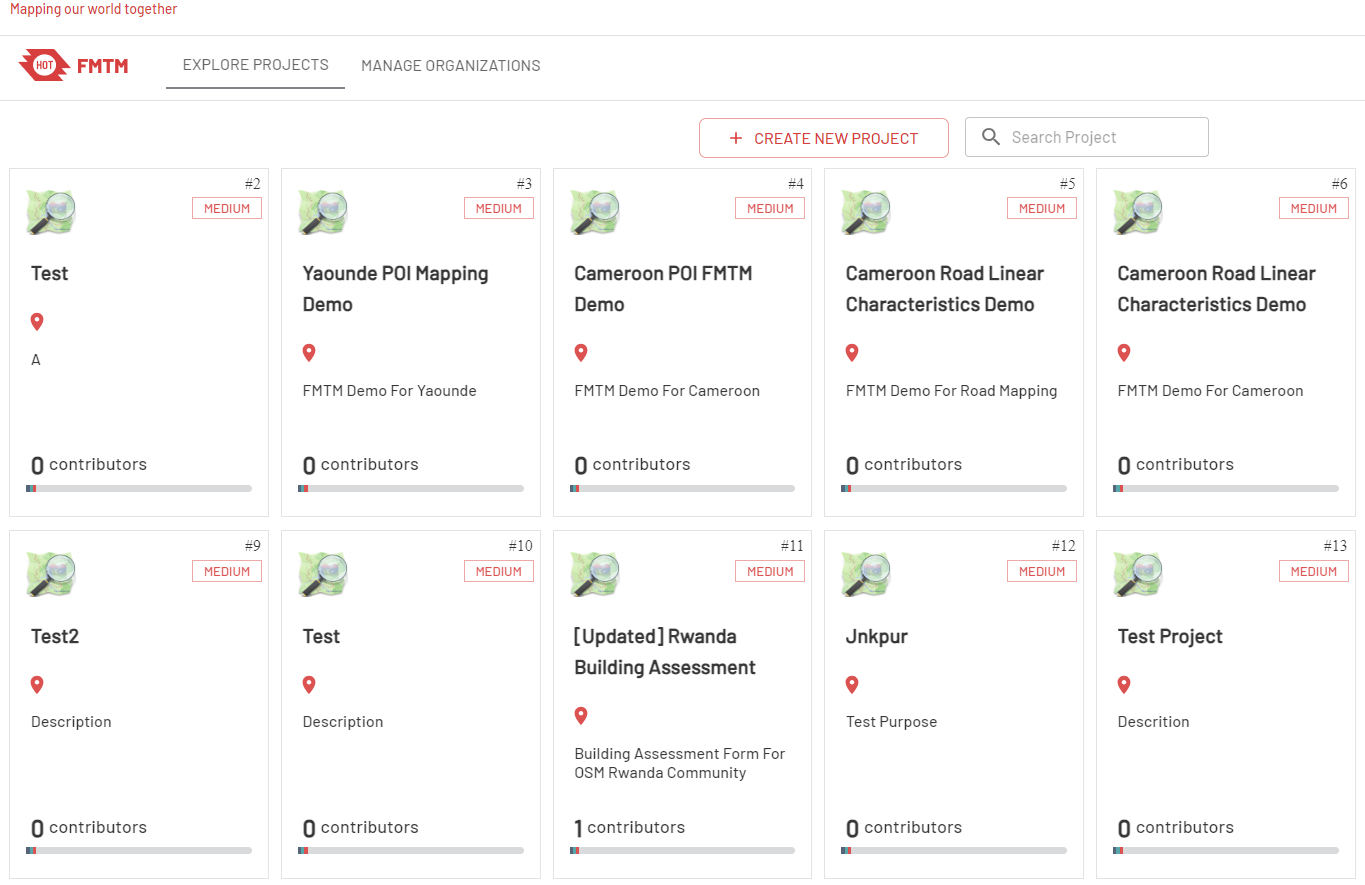 Mapping our world together
HOT FMTM EXPLORE PROJECTS MANAGE ORGANIZATIONS
+ CREATE NEW PROJECT Search Project
#2
MEDIUM
Test
A
0 contributors
#3
MEDIUM
Yaounde POI Mapping
Demo
FMTM Demo For Yaounde
0 contributors
#4
MEDIUM
Cameroon POI FMTM
Demo
FMTM Demo For Cameroon
0 contributors
#5
MEDIUM
Cameroon Road Linear
Characteristics Demo
FMTM Demo For Road Mapping
0 contributors
#6
MEDIUM
Cameroon Road Linear
Characteristics Demo
FMTM Demo For Cameroon
0 contributors
#9
MEDIUM
Test2
Description
0 contributors
#10
MEDIUM
Test
Description
0 contributors
#11
MEDIUM
[Updated] Rwanda
Building Assessment
Building Assessment Form For
OSM Rwanda Community
1 contributors
#12
MEDIUM
Jnkpur
Test Purpose
0 contributors
#13
MEDIUM
Test Project
Descrition
0 contributors